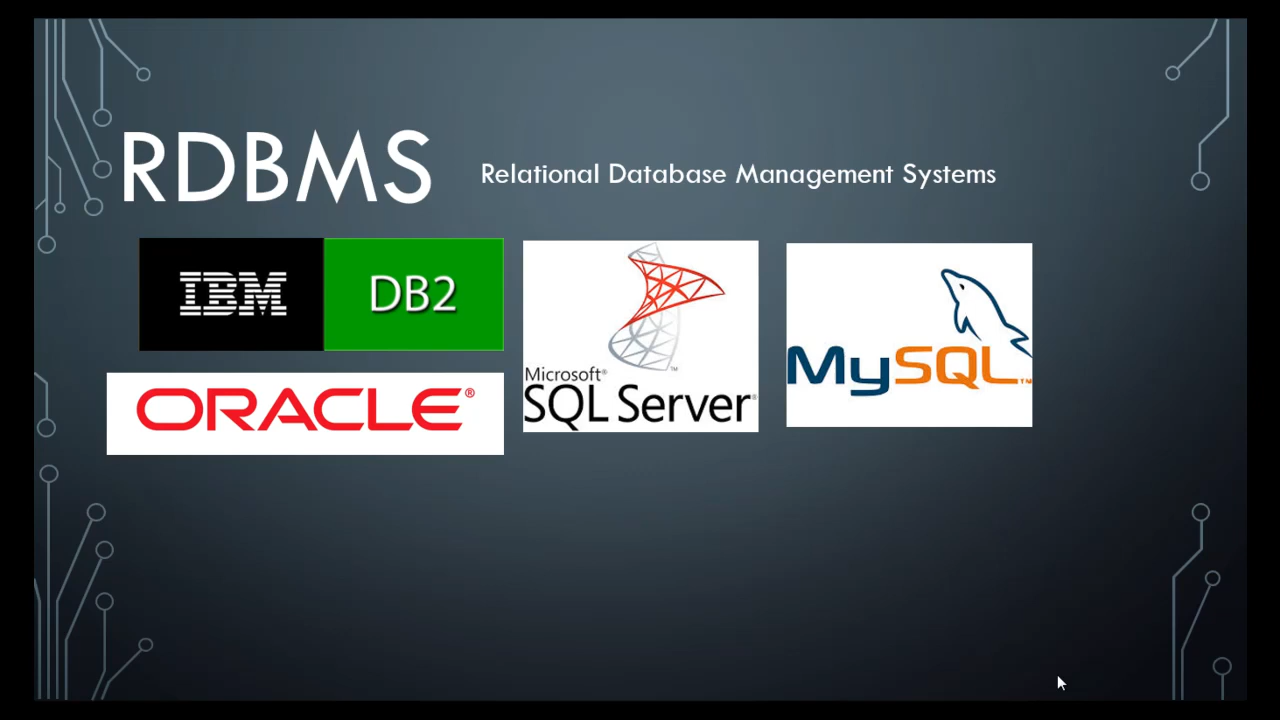 RDBMS
Relational Database Management Systems
IBM DB2
Microsoft®
SQL Server®
MySQL™
ORACLE®